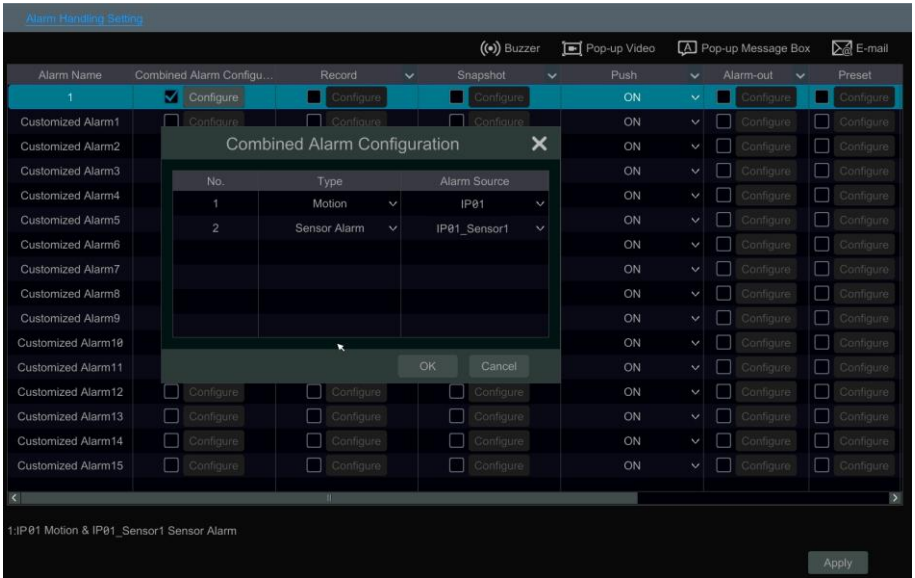 Alarm Handling Setting
Buzzer Pop-up Video Pop-up Message Box E-mail
Alarm Name Combined Alarm Configu... Record Snapshot Push Alarm-out Preset
1 Configure Configure Configure ON Configure Configure
Customized Alarm1 Configure Configure Configure ON Configure Configure
Customized Alarm2 ON Configure Configure
Customized Alarm3 ON Configure Configure
Customized Alarm4 ON Configure Configure
Customized Alarm5 ON Configure Configure
Customized Alarm6 ON Configure Configure
Customized Alarm7 ON Configure Configure
Customized Alarm8 ON Configure Configure
Customized Alarm9 ON Configure Configure
Customized Alarm10 ON Configure Configure
Customized Alarm11 ON Configure Configure
Customized Alarm12 Configure Configure Configure ON Configure Configure
Customized Alarm13 Configure Configure Configure ON Configure Configure
Customized Alarm14 Configure Configure Configure ON Configure Configure
Customized Alarm15 Configure Configure Configure ON Configure Configure
Combined Alarm Configuration
No. Type Alarm Source
1 Motion IP01
2 Sensor Alarm IP01_Sensor1
OK Cancel
1:IP01 Motion & IP01_Sensor1 Sensor Alarm
Apply